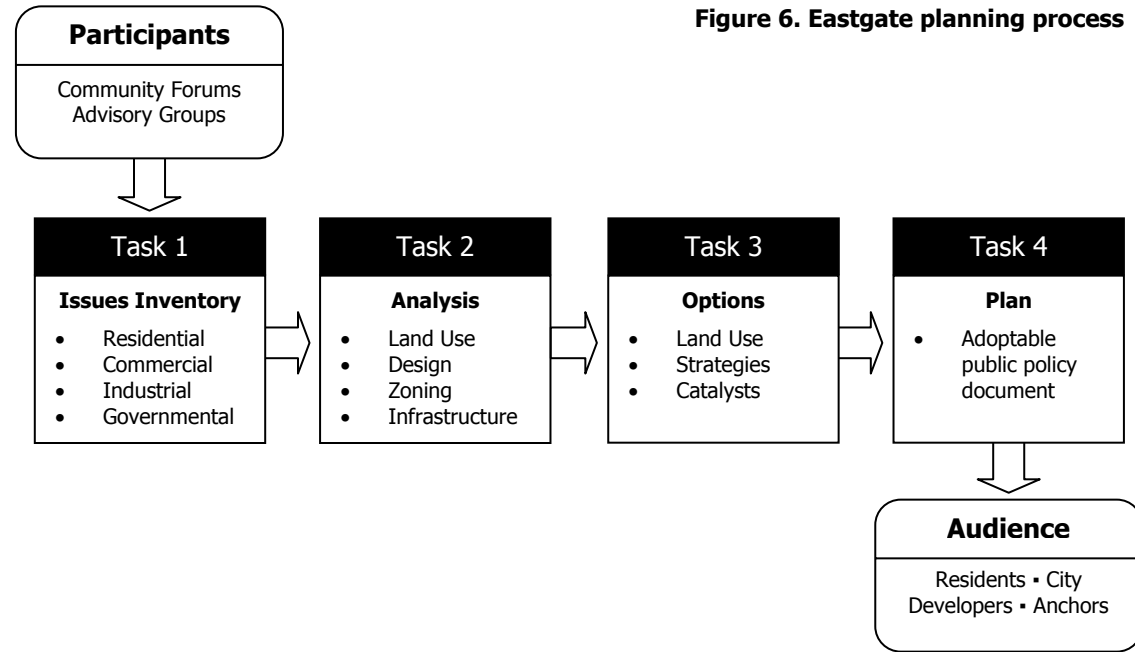 Figure 6. Eastgate planning process
Participants
Community Forums
Advisory Groups
Task 1
Issues Inventory
• Residential
• Commercial
• Industrial
• Governmental
Task 2
Analysis
• Land Use
• Design
• Zoning
• Infrastructure
Task 3
Options
• Land Use
• Strategies
• Catalysts
Task 4
Plan
• Adoptable
public policy
document
Audience
Residents ▪ City
Developers ▪ Anchors